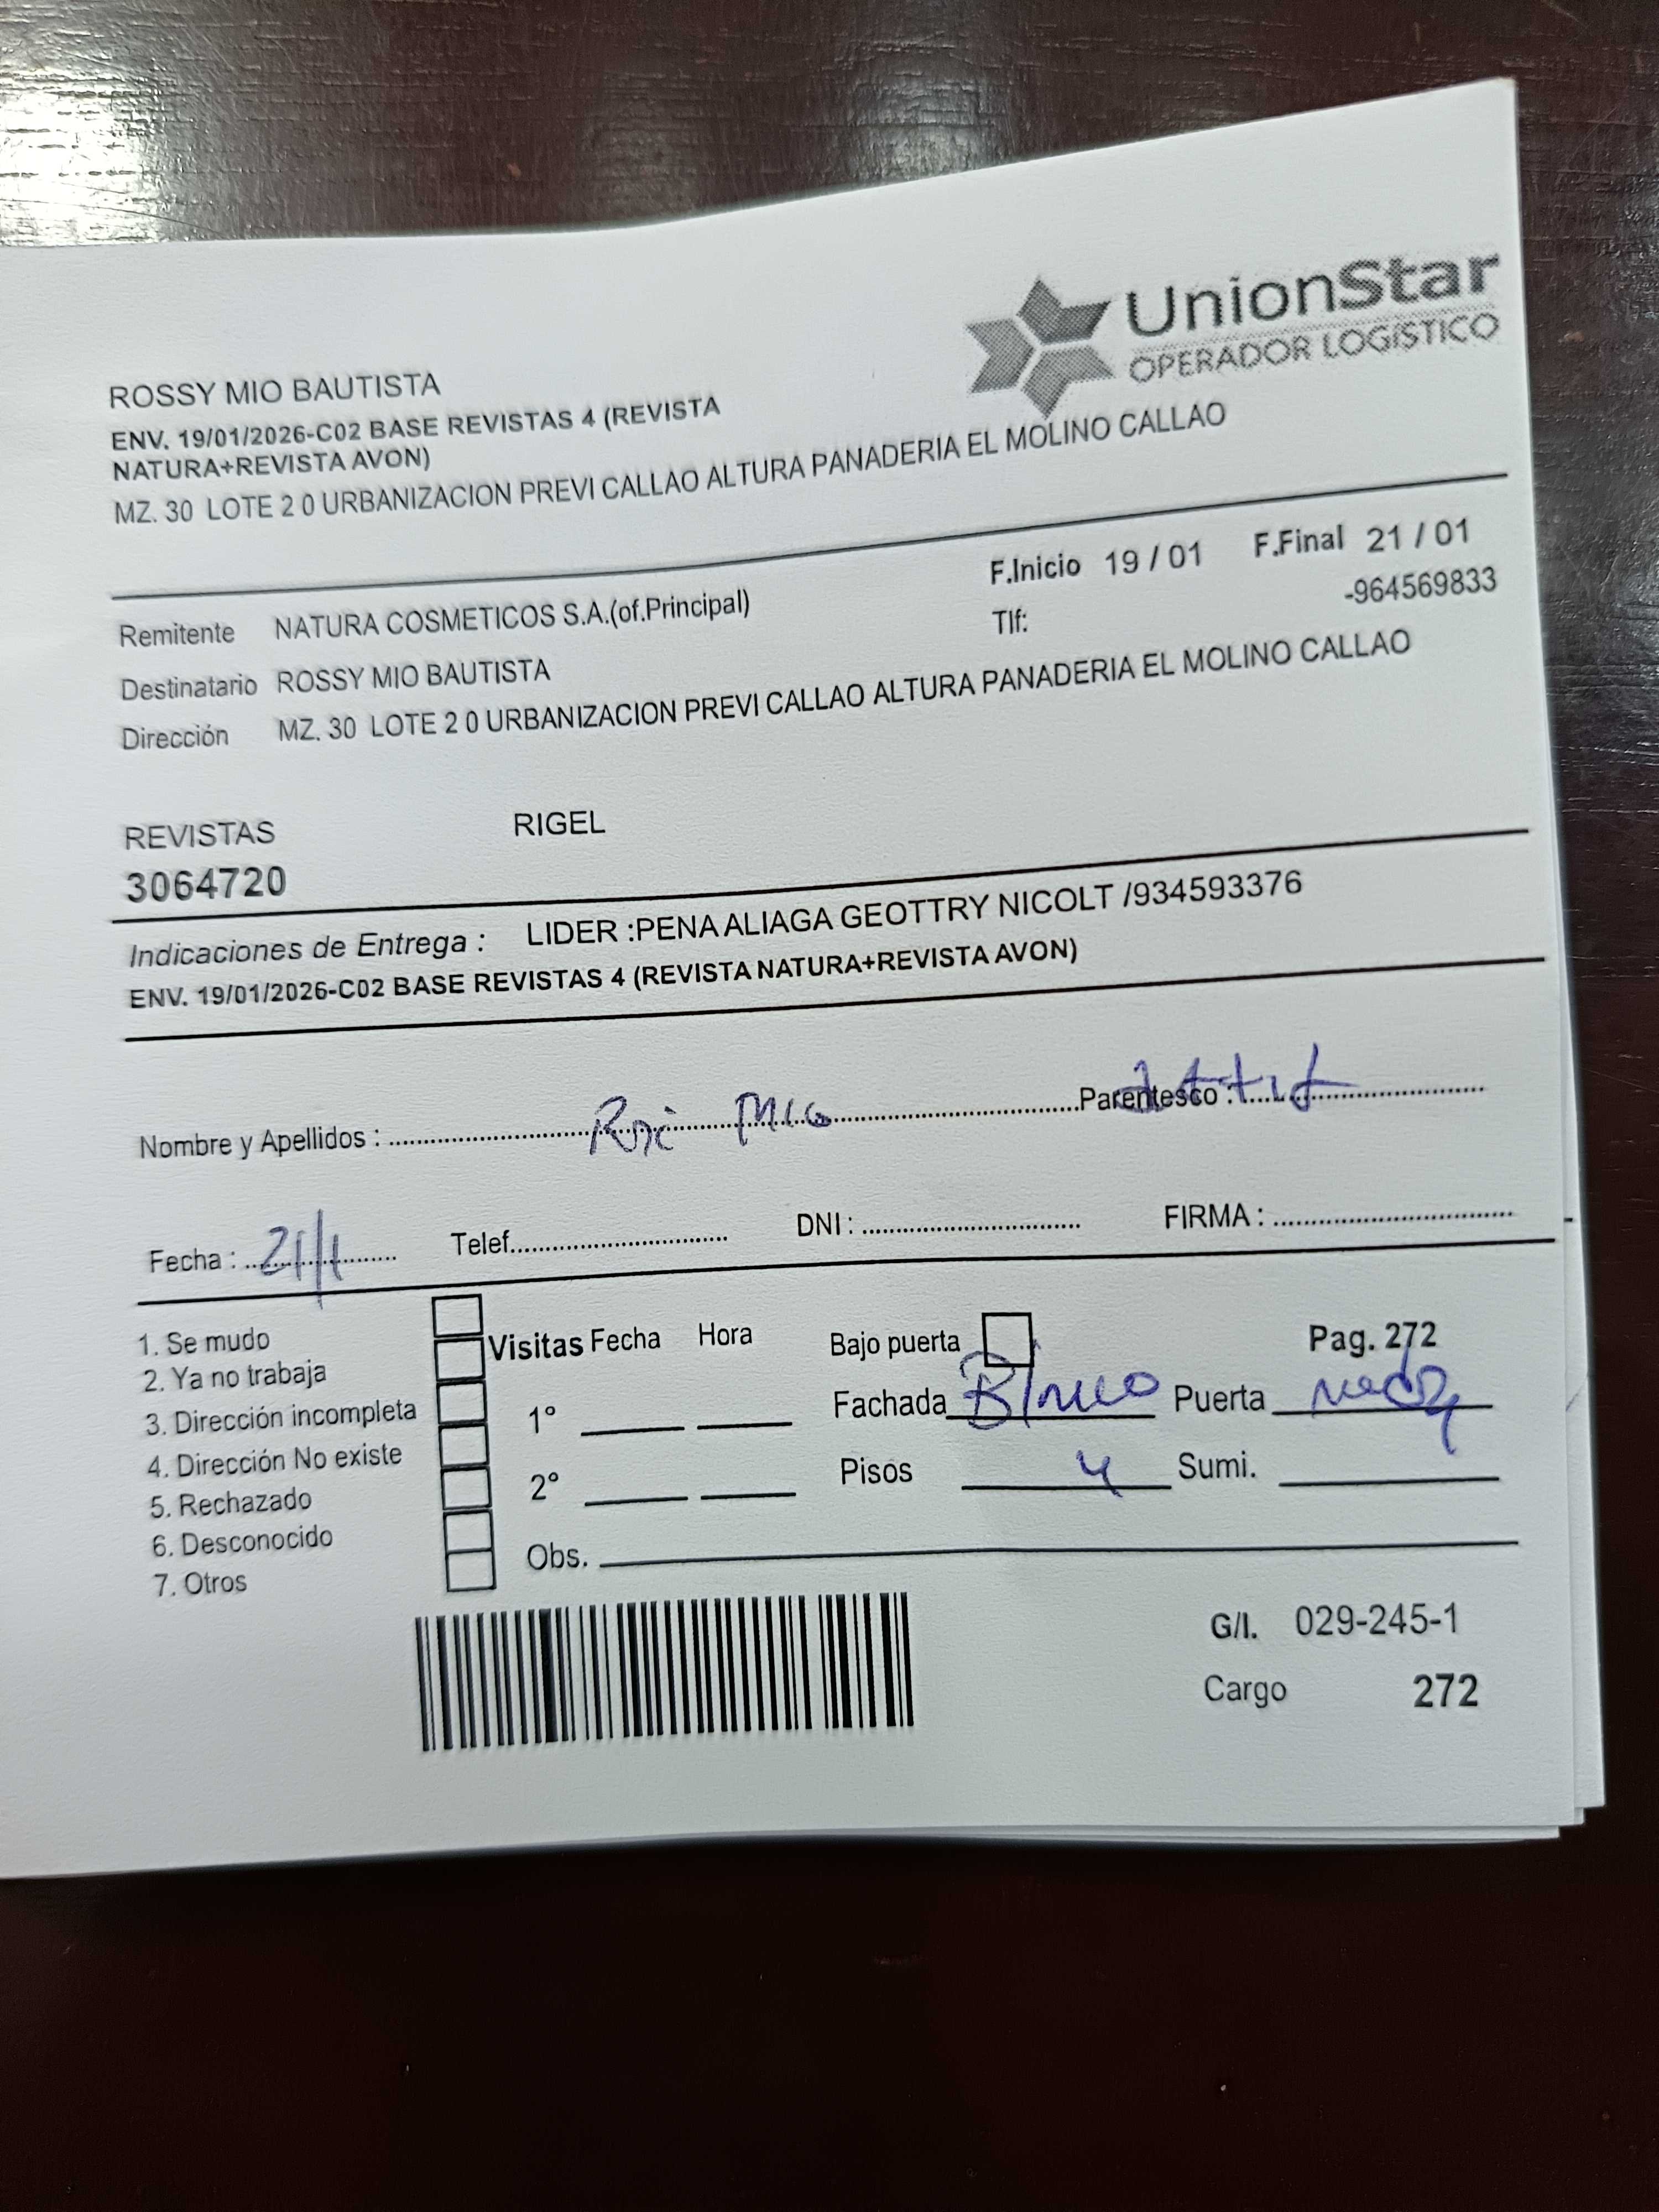 UnionStar
OPERADOR LOGÍSTICO
ROSSY MIO BAUTISTA
ENV. 19/01/2026-C02 BASE REVISTAS 4 (REVISTA
NATURA+REVISTA AVON)
MZ. 30 LOTE 2 0 URBANIZACION PREVI CALLAO ALTURA PANADERIA EL MOLINO CALLAO
F.Inicio 19 / 01 F.Final 21 / 01
Remitente NATURA COSMETICOS S.A.(of.Principal) Tlf: -964569833
Destinatario ROSSY MIO BAUTISTA
Dirección MZ. 30 LOTE 2 0 URBANIZACION PREVI CALLAO ALTURA PANADERIA EL MOLINO CALLAO
REVISTAS RIGEL
3064720
Indicaciones de Entrega : LIDER :PENA ALIAGA GEOTTRY NICOLT /934593376
ENV. 19/01/2026-C02 BASE REVISTAS 4 (REVISTA NATURA+REVISTA AVON)
Nombre y Apellidos : Mio Parentesco :
Fecha : 21/1 Telef. DNI : FIRMA :
1. Se mudo
2. Ya no trabaja
3. Dirección incompleta
4. Dirección No existe
5. Rechazado
6. Desconocido
7. Otros
Visitas Fecha Hora
1°
2°
Obs.
Bajo puerta Pag. 272
Fachada Blanco Puerta
Pisos 4 Sumi.
G/I. 029-245-1
Cargo 272